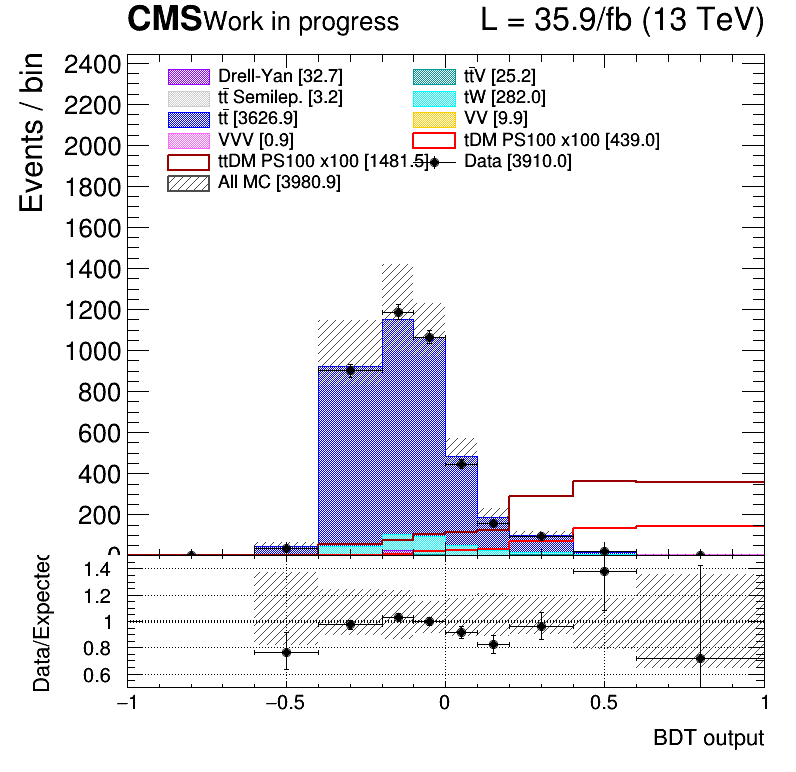 CMS Work in progress L = 35.9/fb (13 TeV)
Events / bin
2400
2200
2000
1800
1600
1400
1200
1000
800
600
400
200
0
Drell-Yan [32.7] tt̄V [25.2]
tt̄ Semilep. [3.2] tW [282.0]
tt̄ [3626.9] VV [9.9]
VVV [0.9] tDM PS100 x100 [439.0]
ttDM PS100 x100 [1481.5] Data [3910.0]
All MC [3980.9]
Data/Expected
1.4
1.2
1
0.8
0.6
−1 −0.5 0 0.5 1
BDT output